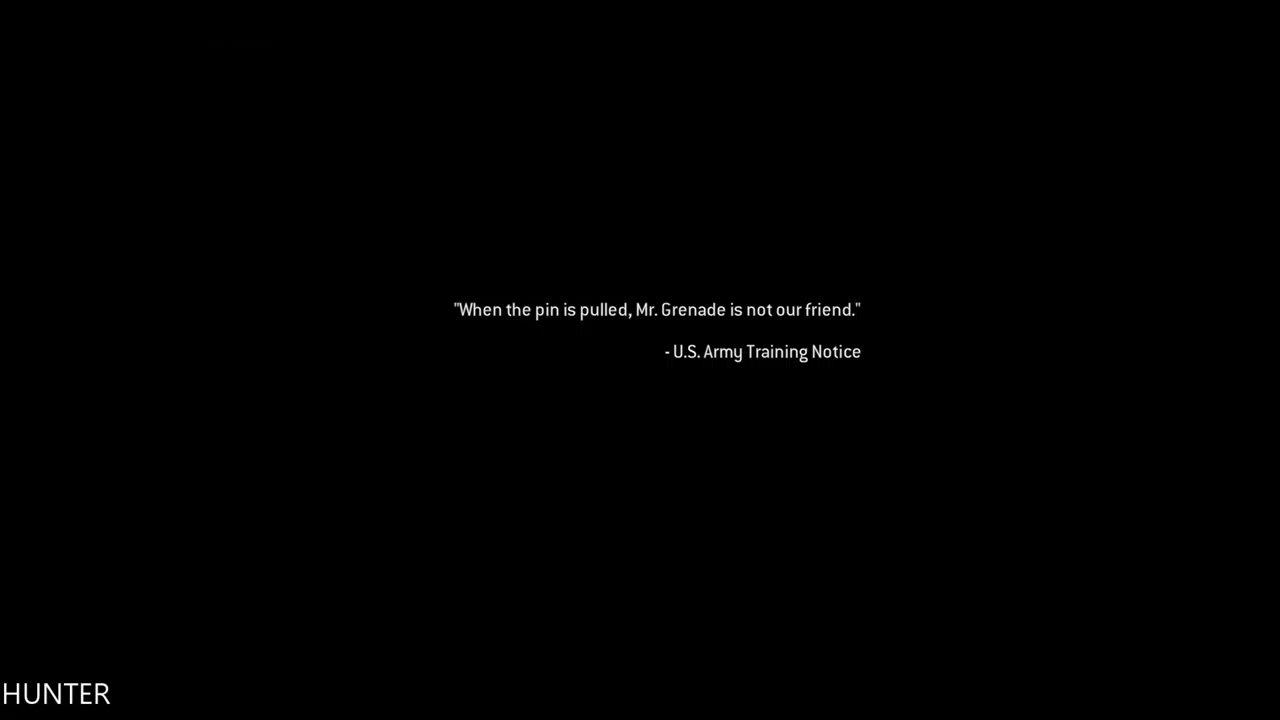 "When the pin is pulled, Mr. Grenade is not our friend."
- U.S. Army Training Notice
HUNTER